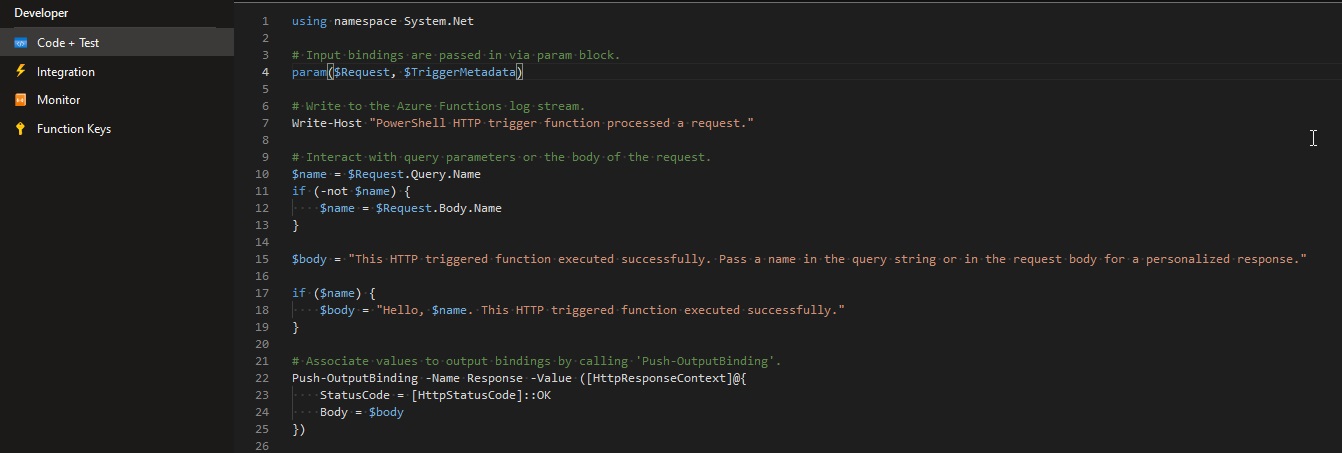 Developer
Code + Test
Integration
Monitor
Function Keys
1 using namespace System.Net
2
3 # Input bindings are passed in via param block.
4 param($Request, $TriggerMetadata)
5
6 # Write to the Azure Functions log stream.
7 Write-Host "PowerShell HTTP trigger function processed a request."
8
9 # Interact with query parameters or the body of the request.
10 $name = $Request.Query.Name
11 if (-not $name) {
12     $name = $Request.Body.Name
13 }
14
15 $body = "This HTTP triggered function executed successfully. Pass a name in the query string or in the request body for a personalized response."
16
17 if ($name) {
18     $body = "Hello, $name. This HTTP triggered function executed successfully."
19 }
20
21 # Associate values to output bindings by calling 'Push-OutputBinding'.
22 Push-OutputBinding -Name Response -Value ([HttpResponseContext]@{
23     StatusCode = [HttpStatusCode]::OK
24     Body = $body
25 })
26